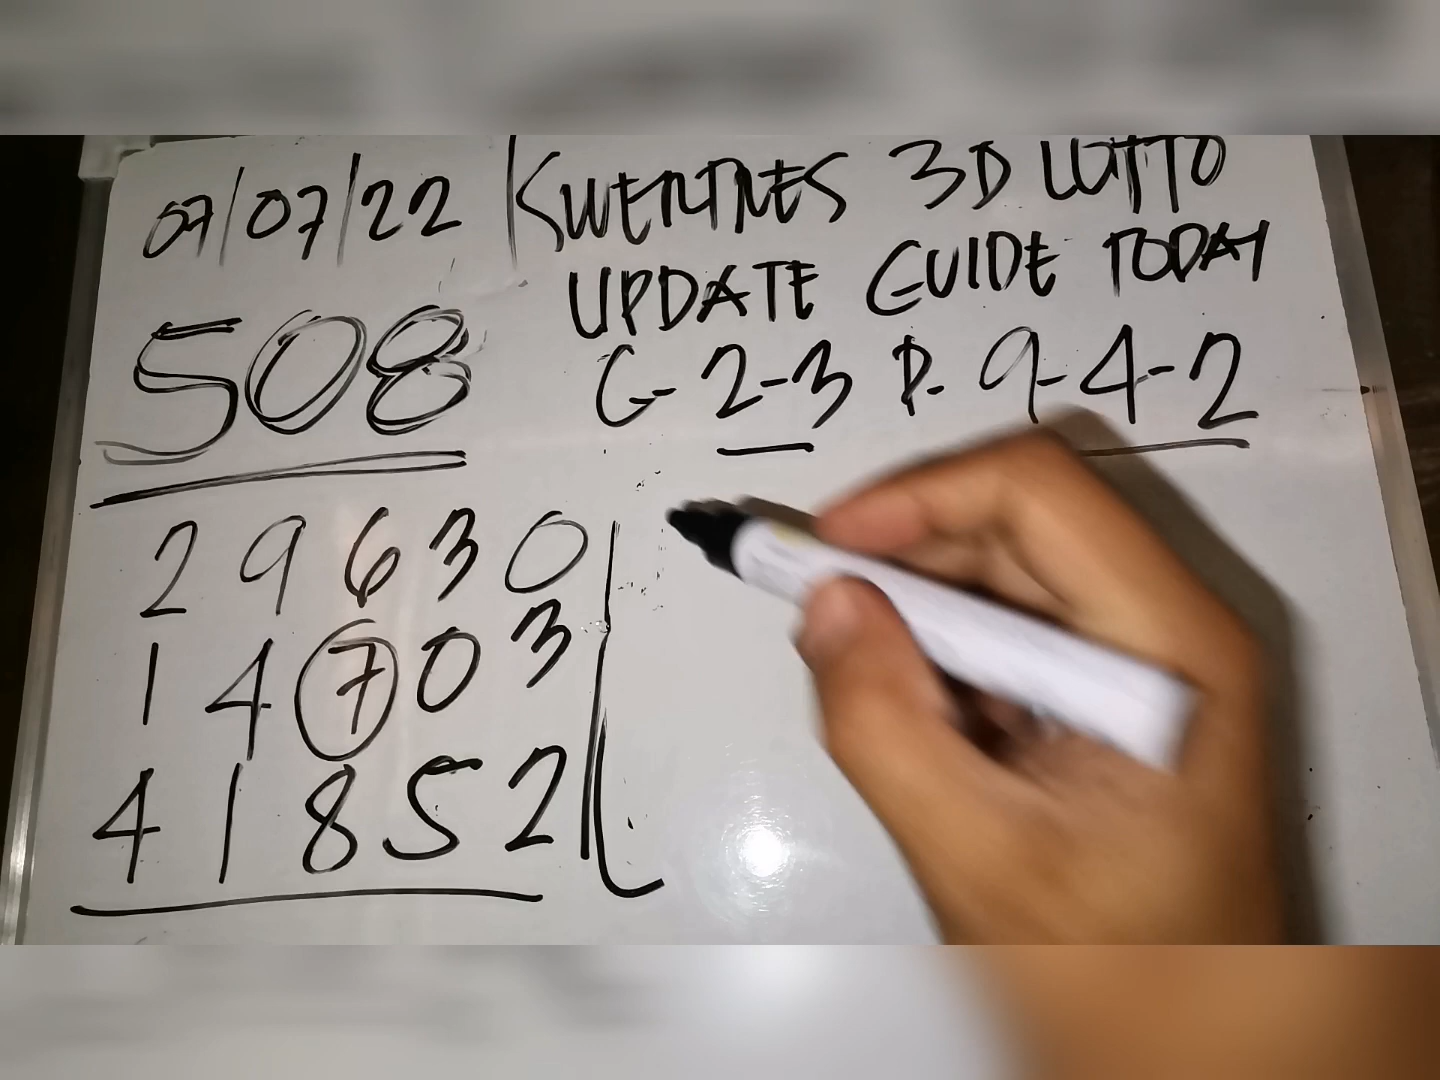 07/07/22 | SWERTRES 3D LOTTO
UPDATE GUIDE TODAY
508
G- 2-3 P- 9-4-2
2 9 6 3 0
1 4 7 0 3
4 1 8 5 2